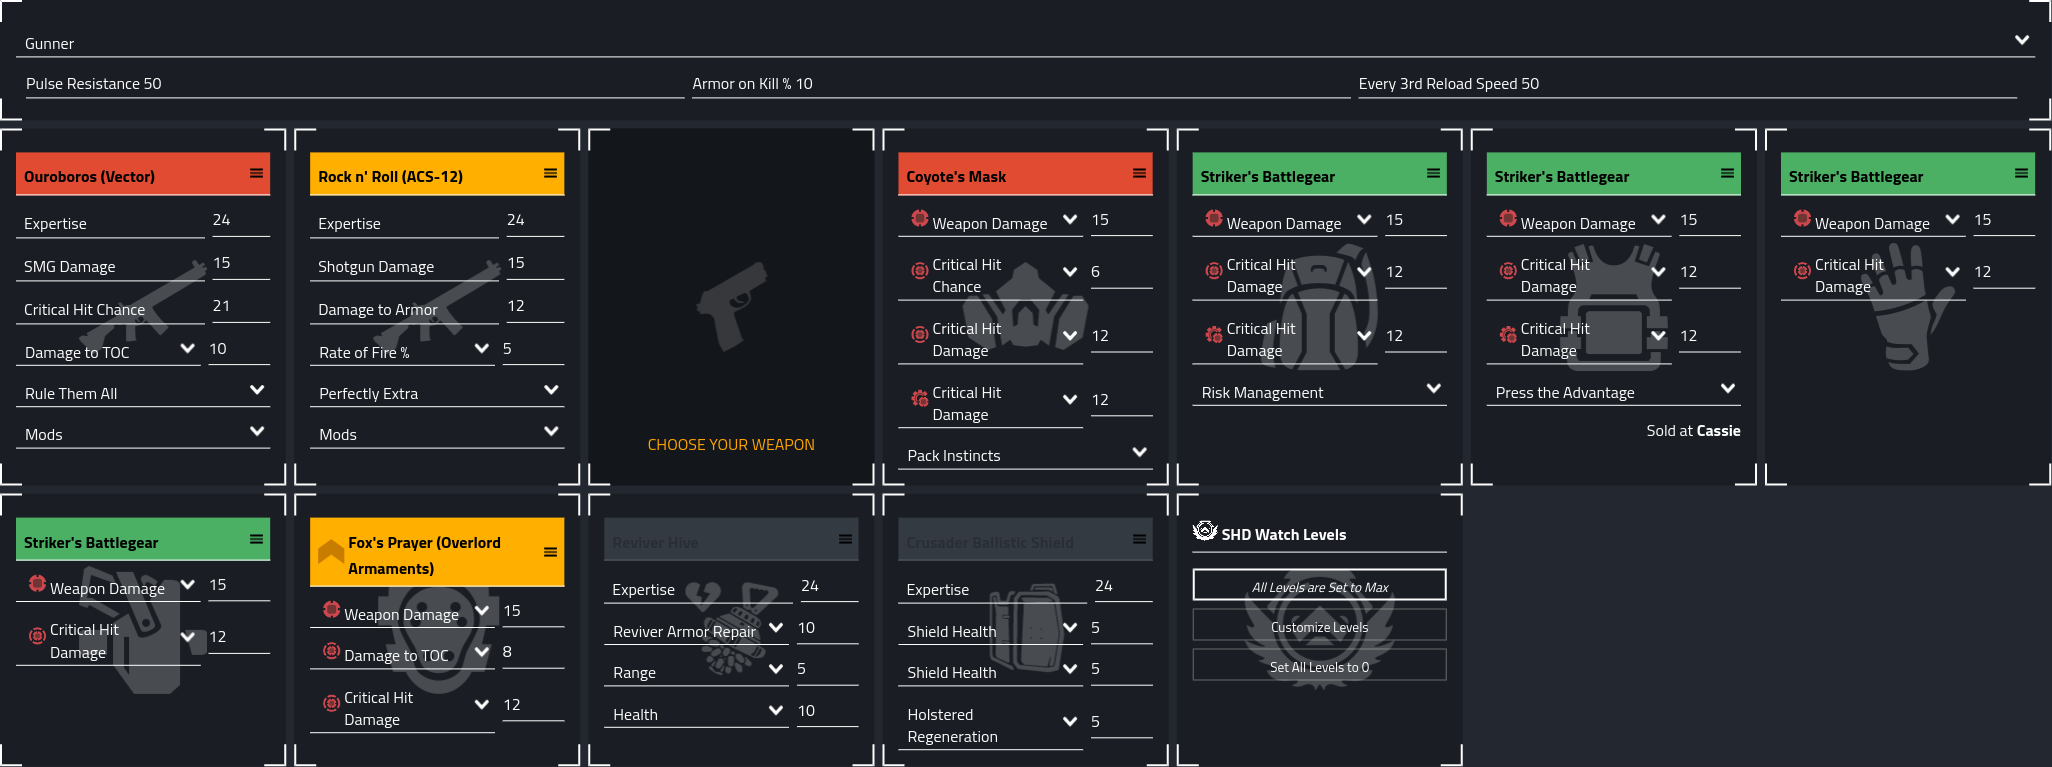 Gunner
Pulse Resistance 50
Armor on Kill % 10
Every 3rd Reload Speed 50
Ouroboros (Vector)
Expertise 24
SMG Damage 15
Critical Hit Chance 21
Damage to TOC 10
Rule Them All
Mods
Rock n' Roll (ACS-12)
Expertise 24
Shotgun Damage 15
Damage to Armor 12
Rate of Fire % 5
Perfectly Extra
Mods
CHOOSE YOUR WEAPON
Coyote's Mask
Weapon Damage 15
Critical Hit
Chance 6
Critical Hit
Damage 12
Critical Hit
Damage 12
Pack Instincts
Striker's Battlegear
Weapon Damage 15
Critical Hit
Damage 12
Critical Hit
Damage 12
Risk Management
Striker's Battlegear
Weapon Damage 15
Critical Hit
Damage 12
Critical Hit
Damage 12
Press the Advantage
Sold at Cassie
Striker's Battlegear
Weapon Damage 15
Critical Hit
Damage 12
Striker's Battlegear
Weapon Damage 15
Critical Hit
Damage 12
Fox's Prayer (Overlord
Armaments)
Weapon Damage 15
Damage to TOC 8
Critical Hit
Damage 12
Reviver Hive
Expertise 24
Reviver Armor Repair 10
Range 5
Health 10
Crusader Ballistic Shield
Expertise 24
Shield Health 5
Shield Health 5
Holstered
Regeneration 5
SHD Watch Levels
All Levels are Set to Max
Customize Levels
Set All Levels to 0